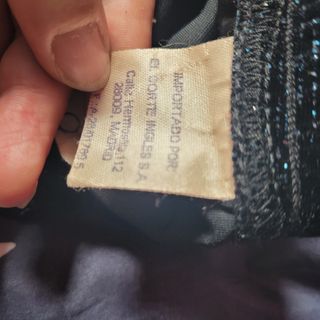 IMPORTADO POR:
EL CORTE INGLES S.A.
Calle Hermosilla 112
28009, MADRID